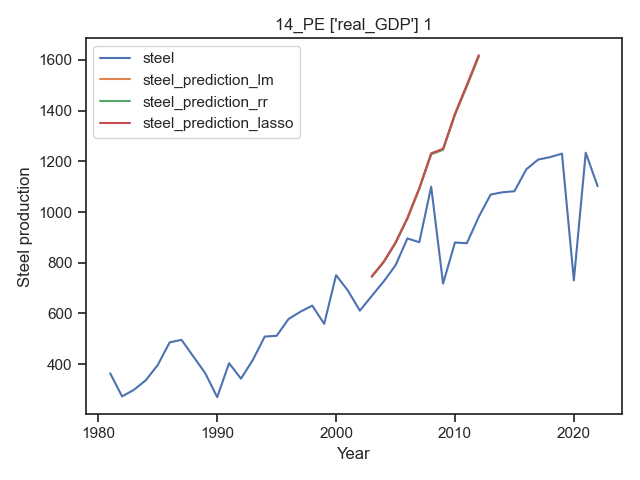 14_PE ['real_GDP'] 1
steel
steel_prediction_lm
steel_prediction_rr
steel_prediction_lasso
Steel production
1600
1400
1200
1000
800
600
400
1980
1990
2000
2010
2020
Year